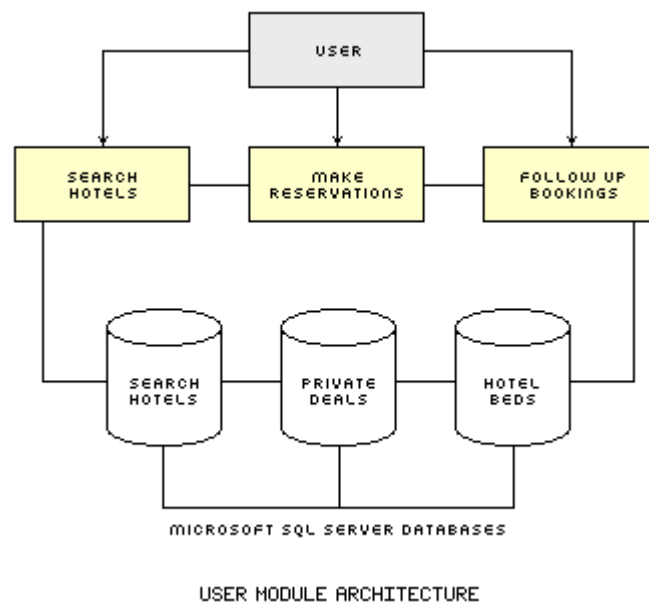 USER
SEARCH
HOTELS
MAKE
RESERVATIONS
FOLLOW UP
BOOKINGS
SEARCH
HOTELS
PRIVATE
DEALS
HOTEL
BEDS
MICROSOFT SQL SERVER DATABASES
USER MODULE ARCHITECTURE